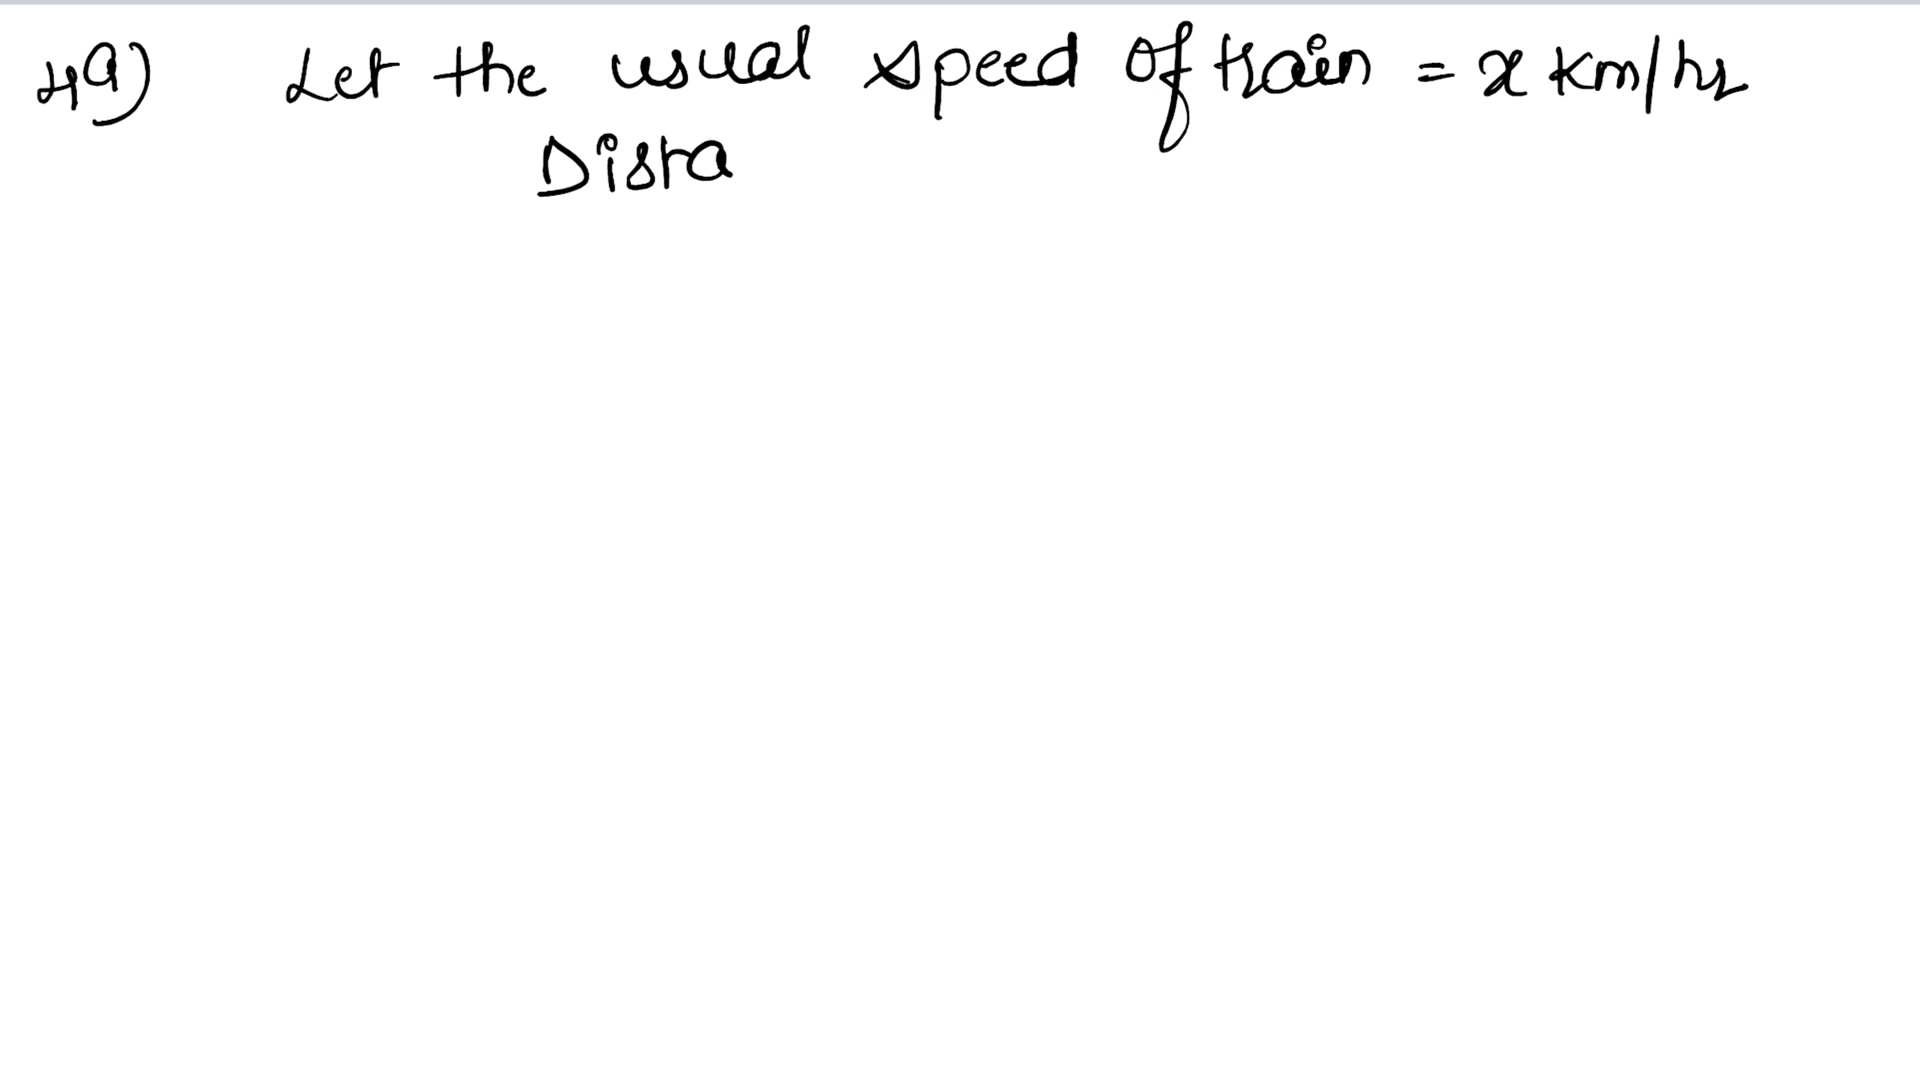 49) Let the usual speed of train = x km/hr
Dista